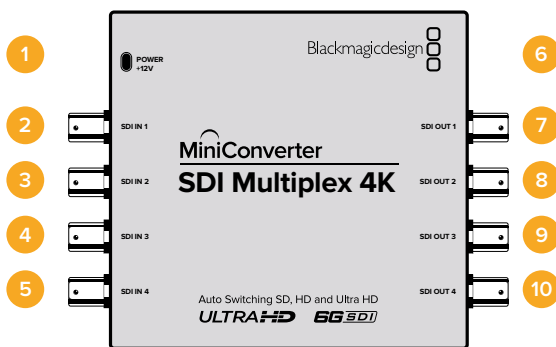 1
POWER
+12V
Blackmagicdesign
6
2
SDI IN 1
SDI OUT 1
7
MiniConverter
3
SDI IN 2
SDI Multiplex 4K
SDI OUT 2
8
4
SDI IN 3
SDI OUT 3
9
5
SDI IN 4
SDI OUT 4
10
Auto Switching SD, HD and Ultra HD
ULTRA HD 6G SDI